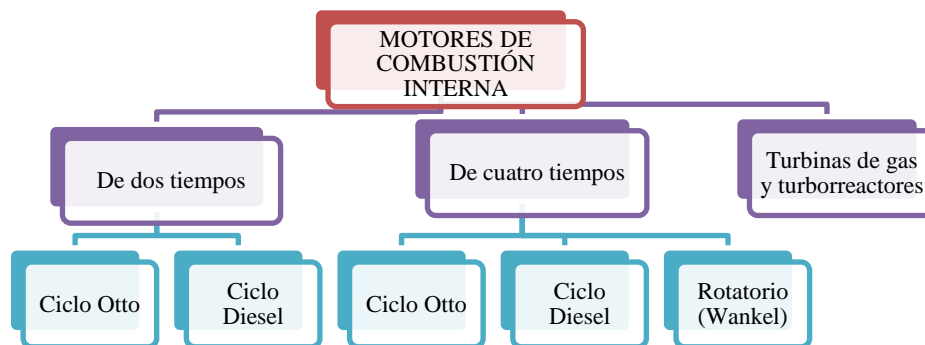 MOTORES DE
COMBUSTIÓN
INTERNA
De dos tiempos
De cuatro tiempos
Turbinas de gas
y turborreactores
Ciclo Otto
Ciclo
Diesel
Ciclo Otto
Ciclo
Diesel
Rotatorio
(Wankel)